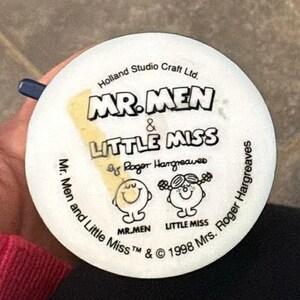 Holland Studio Craft Ltd.
MR. MEN
&
LITTLE MISS
by Roger Hargreaves
MR.MEN LITTLE MISS
Mr. Men and Little Miss™ & © 1998 Mrs. Roger Hargreaves